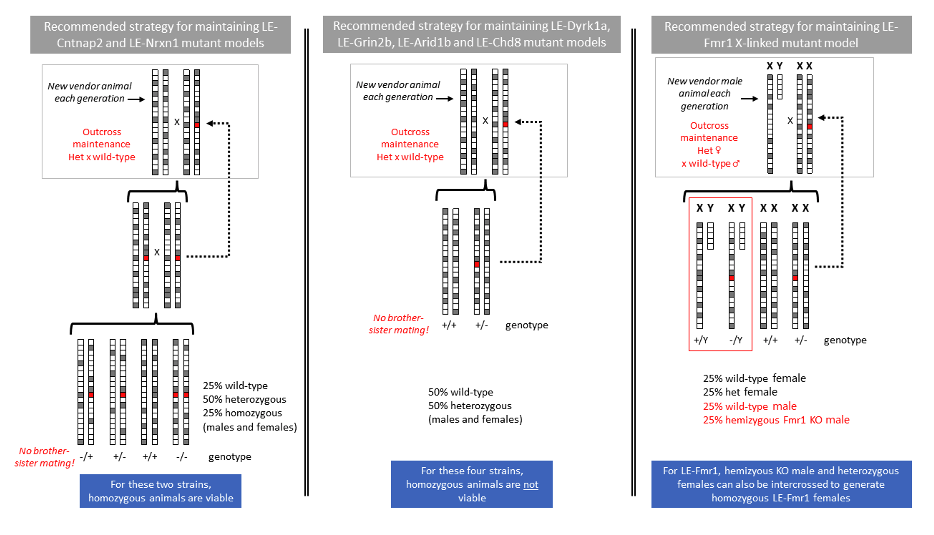 Recommended strategy for maintaining LE-
Cntnap2 and LE-Nrxn1 mutant models
New vendor animal
each generation
X
Outcross
maintenance
Het x wild-type
X
25% wild-type
50% heterozygous
25% homozygous
(males and females)
No brother-
sister mating!
-/+
+/-
+/+
-/-
genotype
For these two strains,
homozygous animals are viable
Recommended strategy for maintaining LE-Dyrk1a,
LE-Grin2b, LE-Arid1b and LE-Chd8 mutant models
New vendor animal
each generation
X
Outcross
maintenance
Het x wild-type
No brother-
sister mating!
+/+
+/-
genotype
50% wild-type
50% heterozygous
(males and females)
For these four strains,
homozygous animals are not
viable
Recommended strategy for maintaining LE-
Fmr1 X-linked mutant model
X Y X X
New vendor male
animal each
generation
X
Outcross
maintenance
Het ♀
x wild-type ♂
X Y X Y X X X X
+/Y
-/Y
+/+
+/-
genotype
25% wild-type female
25% het female
25% wild-type male
25% hemizygous Fmr1 KO male
For LE-Fmr1, hemizyous KO male and heterozygous
females can also be intercrossed to generate
homozygous LE-Fmr1 females